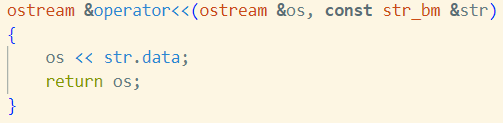 ostream &operator<<(ostream &os, const str_bm &str)
{
    os << str.data;
    return os;
}